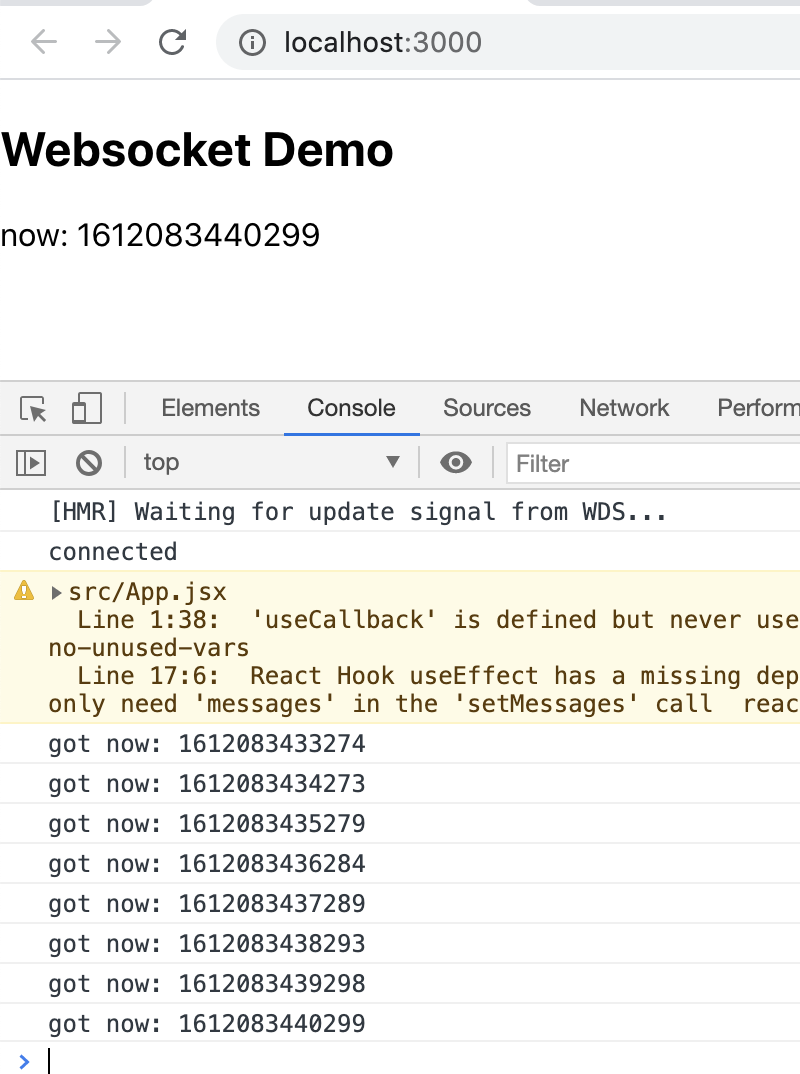 localhost:3000
Websocket Demo
now: 1612083440299
Elements Console Sources Network Perform
top Filter
[HMR] Waiting for update signal from WDS...
connected
src/App.jsx
Line 1:38: 'useCallback' is defined but never use
no-unused-vars
Line 17:6: React Hook useEffect has a missing dep
only need 'messages' in the 'setMessages' call reac
got now: 1612083433274
got now: 1612083434273
got now: 1612083435279
got now: 1612083436284
got now: 1612083437289
got now: 1612083438293
got now: 1612083439298
got now: 1612083440299